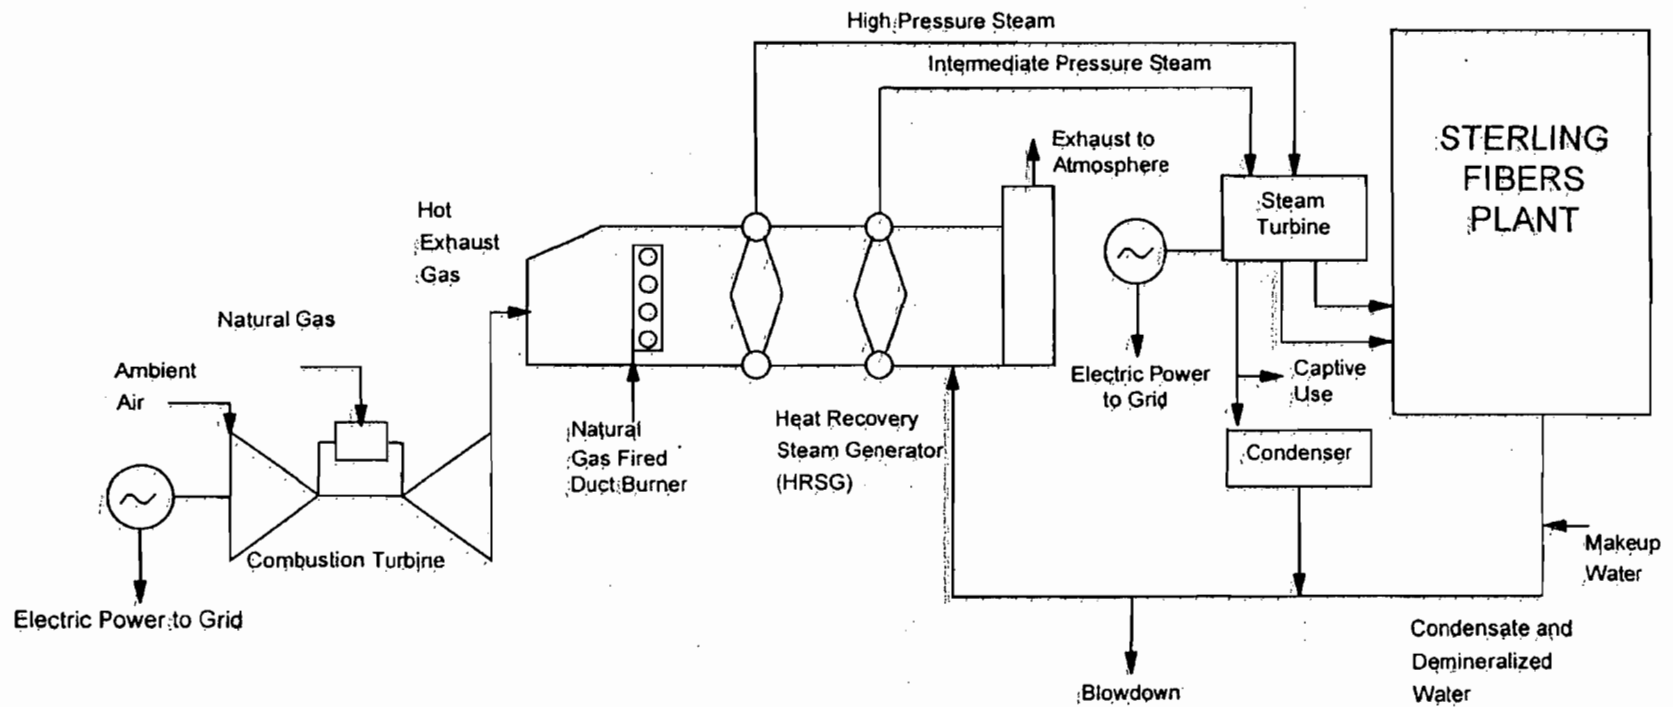 High Pressure Steam
Intermediate Pressure Steam
Exhaust to
Atmosphere
STERLING
FIBERS
PLANT
Steam
Turbine
Hot
Exhaust
Gas
Natural Gas
Ambient
Air
Electric Power
to Grid
Captive
Use
Natural
Gas Fired
Duct Burner
Heat Recovery
Steam Generator
(HRSG)
Condenser
Combustion Turbine
Makeup
Water
Electric Power to Grid
Condensate and
Demineralized
Water
Blowdown